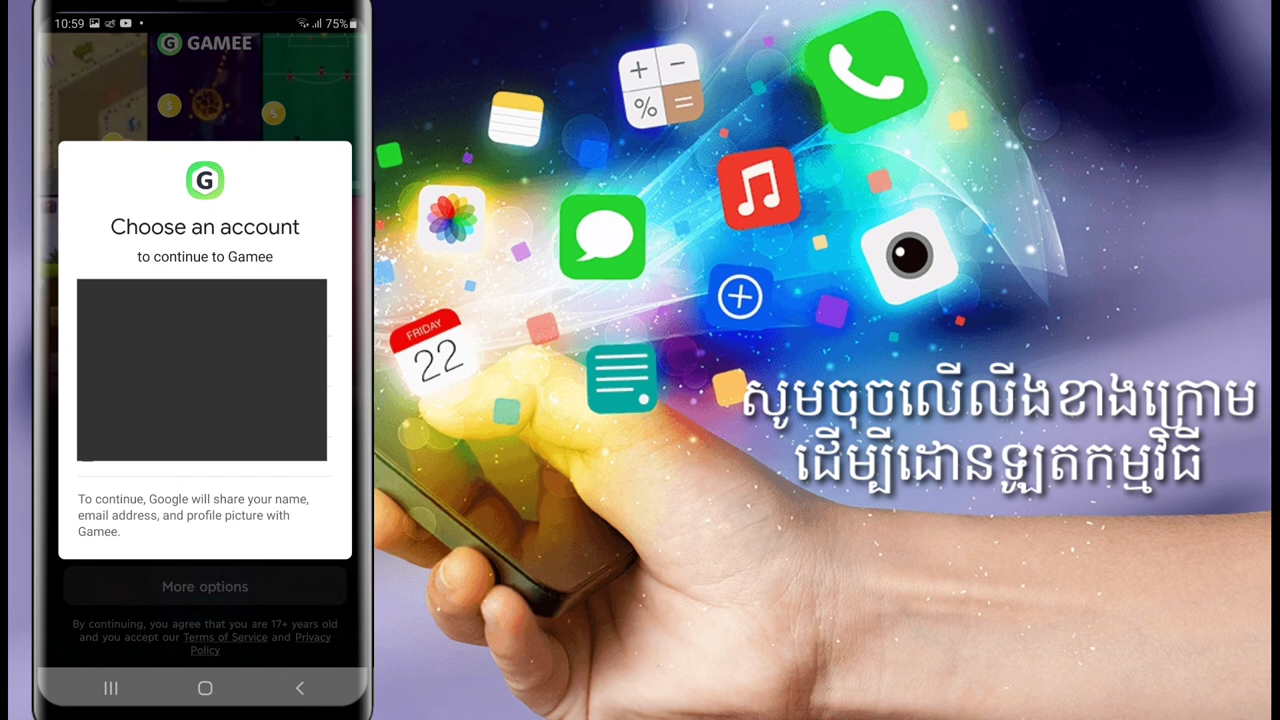 10:59
75%
G GAMEE
G
Choose an account
to continue to Gamee
To continue, Google will share your name,
email address, and profile picture with
Gamee.
More options
By continuing, you agree that you are 17+ years old
and you accept our Terms of Service and Privacy
Policy
FRIDAY
22
សូមចុចលើលីងខាងក្រោម
ដើម្បីដោនឡូតកម្មវិធី